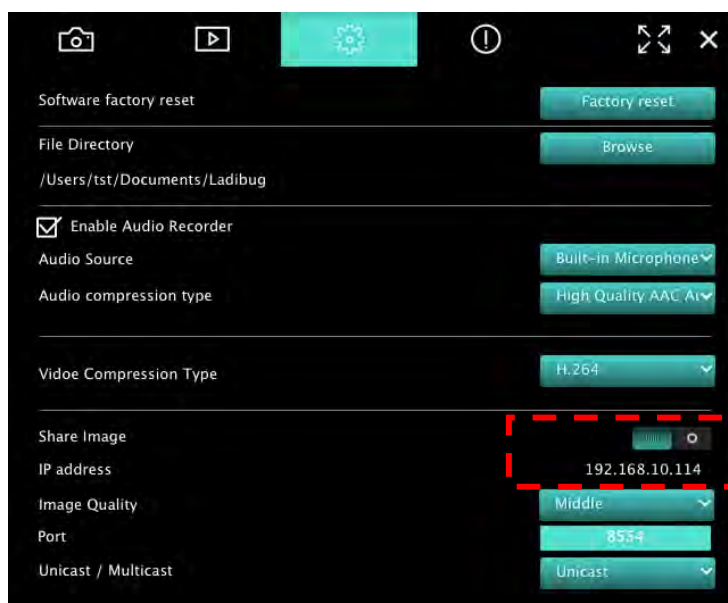 Software factory reset Factory reset
File Directory Browse
/Users/tst/Documents/Ladibug
Enable Audio Recorder
Audio Source Built-in Microphone
Audio compression type High Quality AAC Au
Vidoe Compression Type H.264
Share Image
IP address 192.168.10.114
Image Quality Middle
Port 8554
Unicast / Multicast Unicast